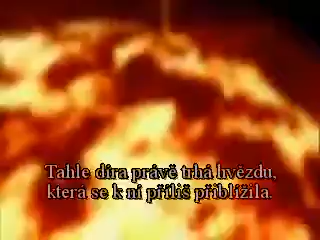 Tahle díra právě trhá hvězdu,
která se k ní příliš přiblížila.